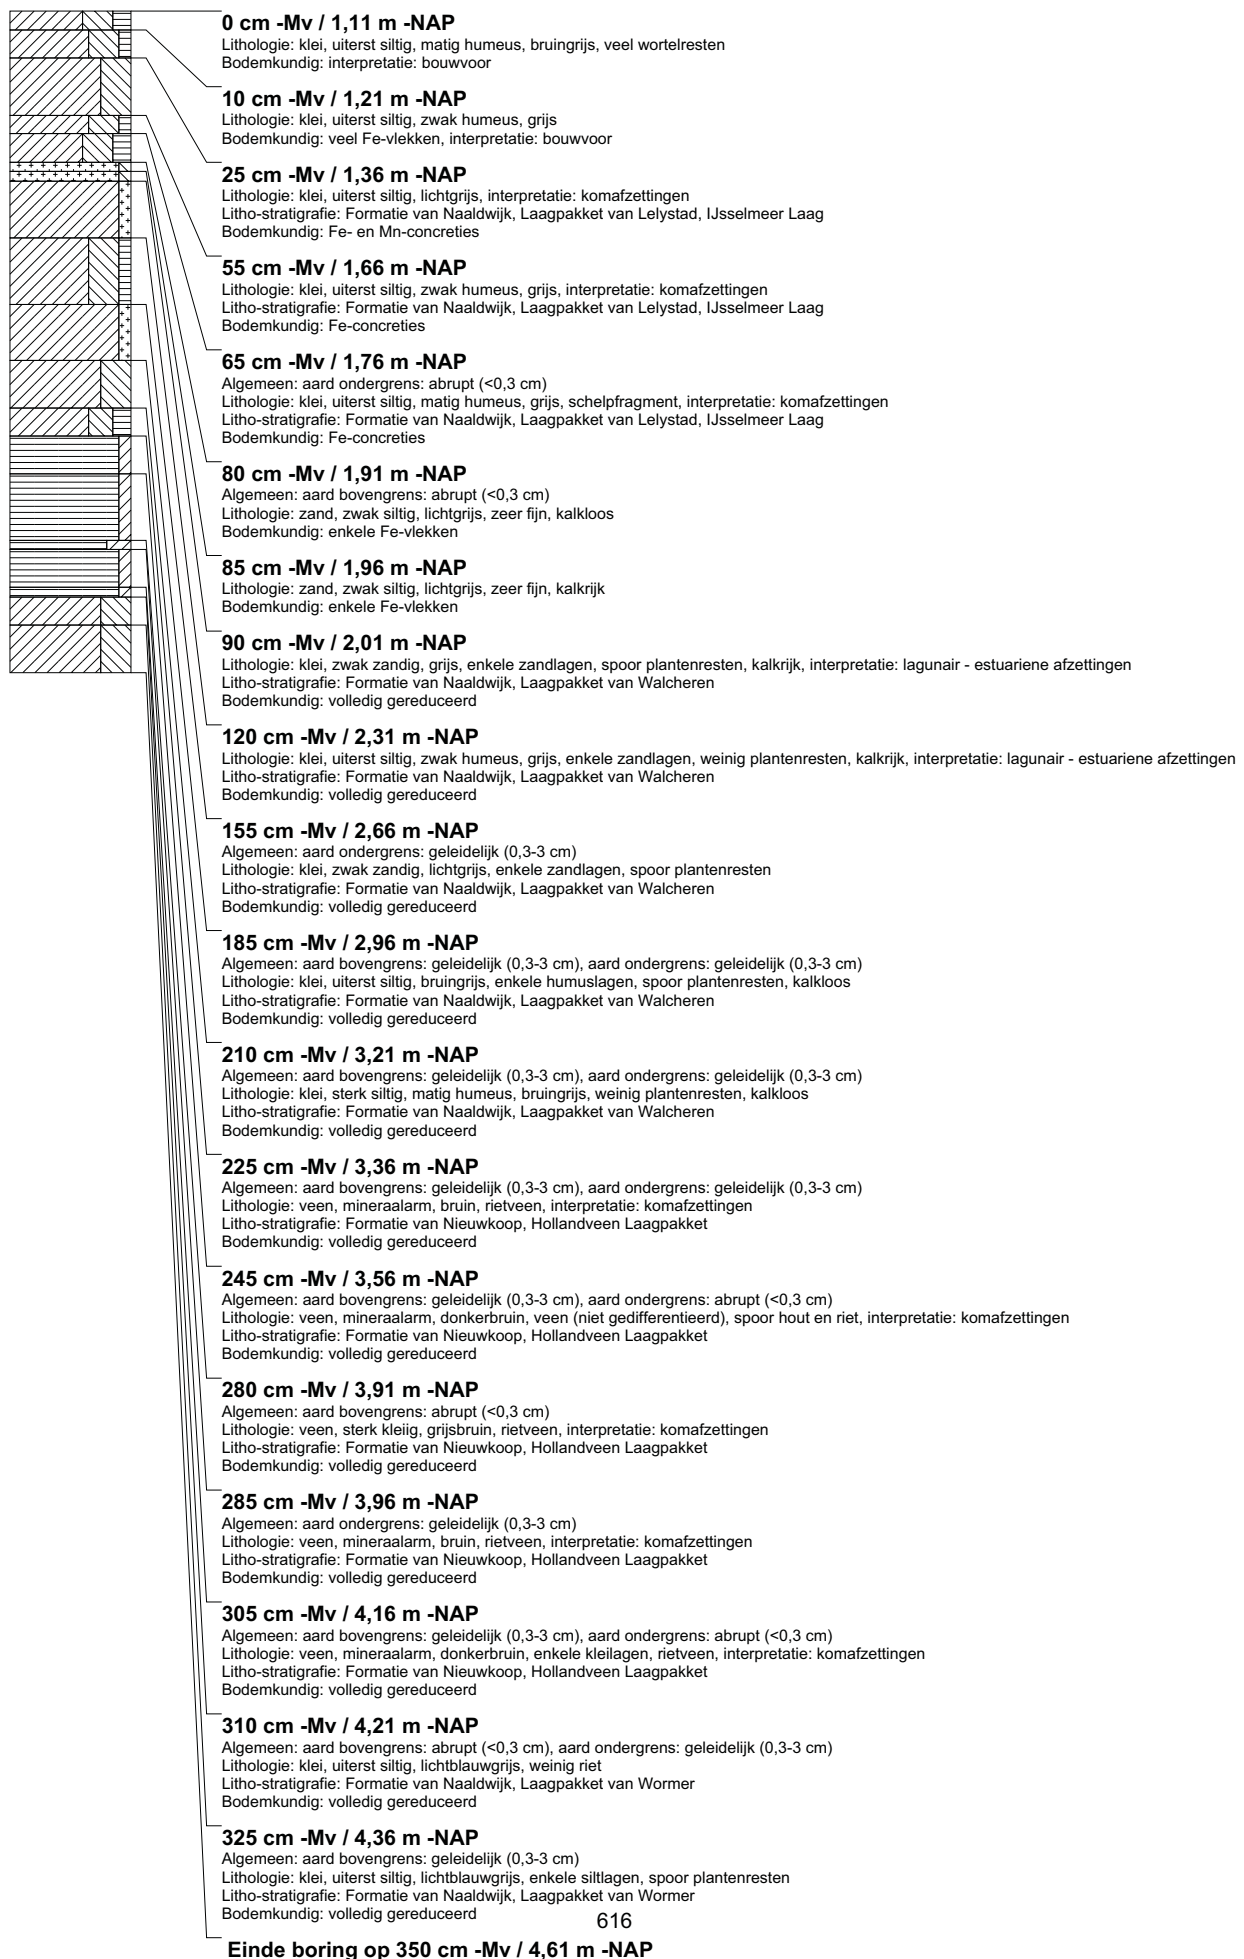 0 cm -Mv / 1,11 m -NAP
Lithologie: klei, uiterst siltig, matig humeus, bruingrijs, veel wortelresten
Bodemkundig: interpretatie: bouwvoor
10 cm -Mv / 1,21 m -NAP
Lithologie: klei, uiterst siltig, zwak humeus, grijs
Bodemkundig: veel Fe-vlekken, interpretatie: bouwvoor
25 cm -Mv / 1,36 m -NAP
Lithologie: klei, uiterst siltig, lichtgrijs, interpretatie: komafzettingen
Litho-stratigrafie: Formatie van Naaldwijk, Laagpakket van Lelystad, IJsselmeer Laag
Bodemkundig: Fe- en Mn-concreties
55 cm -Mv / 1,66 m -NAP
Lithologie: klei, uiterst siltig, zwak humeus, grijs, interpretatie: komafzettingen
Litho-stratigrafie: Formatie van Naaldwijk, Laagpakket van Lelystad, IJsselmeer Laag
Bodemkundig: Fe-concreties
65 cm -Mv / 1,76 m -NAP
Algemeen: aard ondergrens: abrupt (<0,3 cm)
Lithologie: klei, uiterst siltig, matig humeus, grijs, schelpfragment, interpretatie: komafzettingen
Litho-stratigrafie: Formatie van Naaldwijk, Laagpakket van Lelystad, IJsselmeer Laag
Bodemkundig: Fe-concreties
80 cm -Mv / 1,91 m -NAP
Algemeen: aard bovengrens: abrupt (<0,3 cm)
Lithologie: zand, zwak siltig, lichtgrijs, zeer fijn, kalkloos
Bodemkundig: enkele Fe-vlekken
85 cm -Mv / 1,96 m -NAP
Lithologie: zand, zwak siltig, lichtgrijs, zeer fijn, kalkrijk
Bodemkundig: enkele Fe-vlekken
90 cm -Mv / 2,01 m -NAP
Lithologie: klei, zwak zandig, grijs, enkele zandlagen, spoor plantenresten, kalkrijk, interpretatie: lagunair - estuariene afzettingen
Litho-stratigrafie: Formatie van Naaldwijk, Laagpakket van Walcheren
Bodemkundig: volledig gereduceerd
120 cm -Mv / 2,31 m -NAP
Lithologie: klei, uiterst siltig, zwak humeus, grijs, enkele zandlagen, weinig plantenresten, kalkrijk, interpretatie: lagunair - estuariene afzettingen
Litho-stratigrafie: Formatie van Naaldwijk, Laagpakket van Walcheren
Bodemkundig: volledig gereduceerd
155 cm -Mv / 2,66 m -NAP
Algemeen: aard ondergrens: geleidelijk (0,3-3 cm)
Lithologie: klei, zwak zandig, lichtgrijs, enkele zandlagen, spoor plantenresten
Litho-stratigrafie: Formatie van Naaldwijk, Laagpakket van Walcheren
Bodemkundig: volledig gereduceerd
185 cm -Mv / 2,96 m -NAP
Algemeen: aard bovengrens: geleidelijk (0,3-3 cm), aard ondergrens: geleidelijk (0,3-3 cm)
Lithologie: klei, uiterst siltig, bruingrijs, enkele humuslagen, spoor plantenresten, kalkloos
Litho-stratigrafie: Formatie van Naaldwijk, Laagpakket van Walcheren
Bodemkundig: volledig gereduceerd
210 cm -Mv / 3,21 m -NAP
Algemeen: aard bovengrens: geleidelijk (0,3-3 cm), aard ondergrens: geleidelijk (0,3-3 cm)
Lithologie: klei, sterk siltig, matig humeus, bruingrijs, weinig plantenresten, kalkloos
Litho-stratigrafie: Formatie van Naaldwijk, Laagpakket van Walcheren
Bodemkundig: volledig gereduceerd
225 cm -Mv / 3,36 m -NAP
Algemeen: aard bovengrens: geleidelijk (0,3-3 cm), aard ondergrens: geleidelijk (0,3-3 cm)
Lithologie: veen, mineraalarm, bruin, rietveen, interpretatie: komafzettingen
Litho-stratigrafie: Formatie van Nieuwkoop, Hollandveen Laagpakket
Bodemkundig: volledig gereduceerd
245 cm -Mv / 3,56 m -NAP
Algemeen: aard bovengrens: geleidelijk (0,3-3 cm), aard ondergrens: abrupt (<0,3 cm)
Lithologie: veen, mineraalarm, donkerbruin, veen (niet gedifferentieerd), spoor hout en riet, interpretatie: komafzettingen
Litho-stratigrafie: Formatie van Nieuwkoop, Hollandveen Laagpakket
Bodemkundig: volledig gereduceerd
280 cm -Mv / 3,91 m -NAP
Algemeen: aard bovengrens: abrupt (<0,3 cm)
Lithologie: veen, sterk kleiig, grijsbruin, rietveen, interpretatie: komafzettingen
Litho-stratigrafie: Formatie van Nieuwkoop, Hollandveen Laagpakket
Bodemkundig: volledig gereduceerd
285 cm -Mv / 3,96 m -NAP
Algemeen: aard ondergrens: geleidelijk (0,3-3 cm)
Lithologie: veen, mineraalarm, bruin, rietveen, interpretatie: komafzettingen
Litho-stratigrafie: Formatie van Nieuwkoop, Hollandveen Laagpakket
Bodemkundig: volledig gereduceerd
305 cm -Mv / 4,16 m -NAP
Algemeen: aard bovengrens: geleidelijk (0,3-3 cm), aard ondergrens: abrupt (<0,3 cm)
Lithologie: veen, mineraalarm, donkerbruin, enkele kleilagen, rietveen, interpretatie: komafzettingen
Litho-stratigrafie: Formatie van Nieuwkoop, Hollandveen Laagpakket
Bodemkundig: volledig gereduceerd
310 cm -Mv / 4,21 m -NAP
Algemeen: aard bovengrens: abrupt (<0,3 cm), aard ondergrens: geleidelijk (0,3-3 cm)
Lithologie: klei, uiterst siltig, lichtblauwgrijs, weinig riet
Litho-stratigrafie: Formatie van Naaldwijk, Laagpakket van Wormer
Bodemkundig: volledig gereduceerd
325 cm -Mv / 4,36 m -NAP
Algemeen: aard bovengrens: geleidelijk (0,3-3 cm)
Lithologie: klei, uiterst siltig, lichtblauwgrijs, enkele siltlagen, spoor plantenresten
Litho-stratigrafie: Formatie van Naaldwijk, Laagpakket van Wormer
Bodemkundig: volledig gereduceerd
616
Einde boring op 350 cm -Mv / 4,61 m -NAP